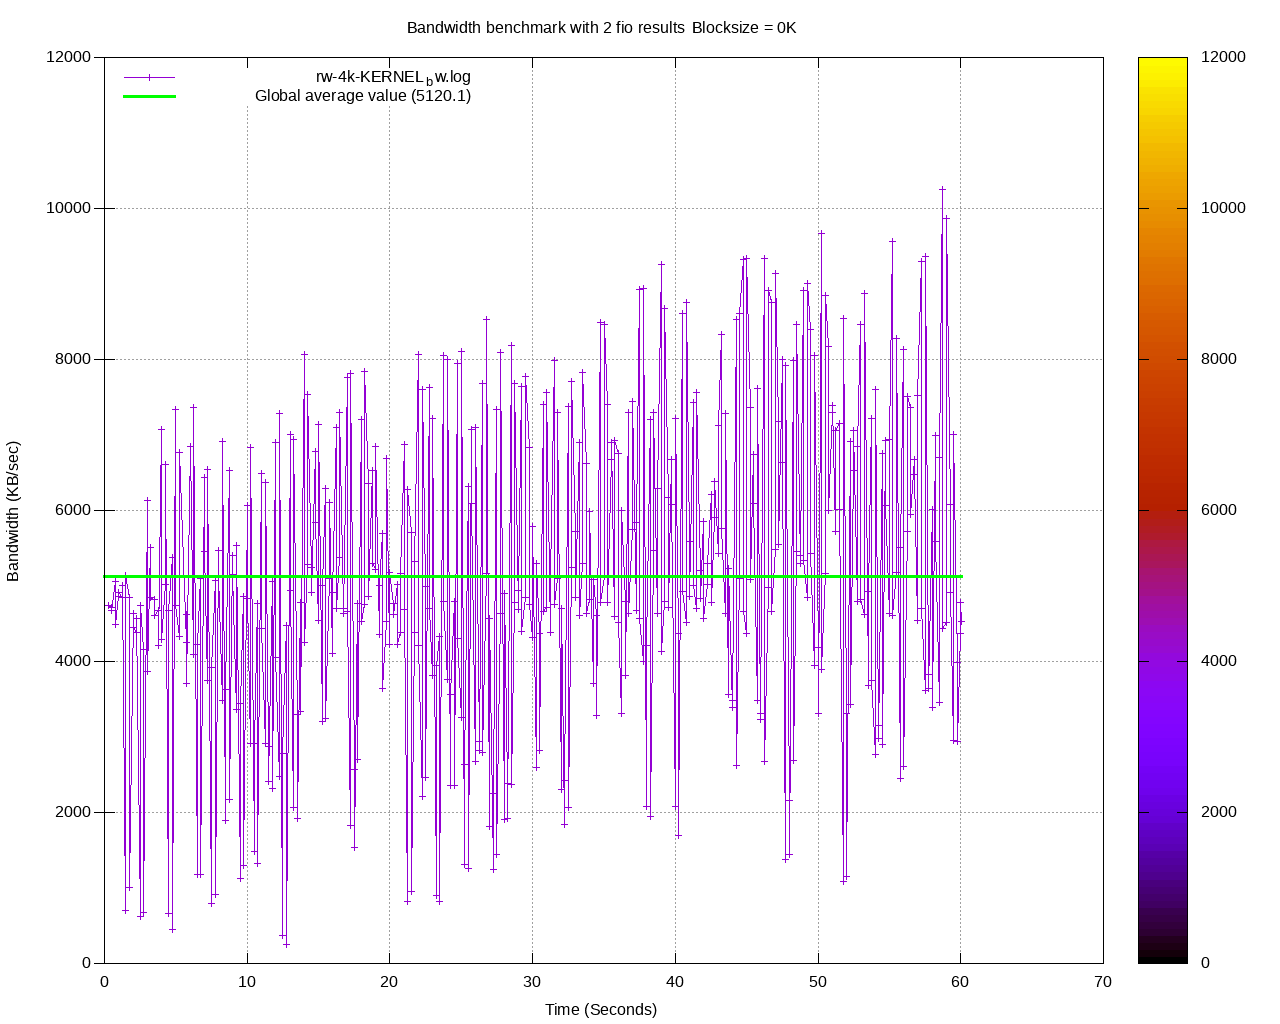 Bandwidth benchmark with 2 fio results Blocksize = 0K
rw-4k-KERNEL_bw.log
Global average value (5120.1)
12000
10000
8000
6000
4000
2000
0
Bandwidth (KB/sec)
0 10 20 30 40 50 60 70
Time (Seconds)
12000
10000
8000
6000
4000
2000
0